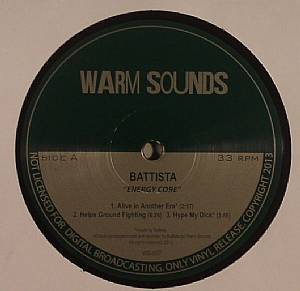 WARM SOUNDS
SIDE A 33 RPM
BATTISTA
"ENERGY CORE"
1. Alive in Another Era*
2. Helps Ground Fighting 3. Hype My Dick*
NOT LICENSED FOR DIGITAL BROADCASTING. ONLY VINYL RELEASE. COPYRIGHT 2013